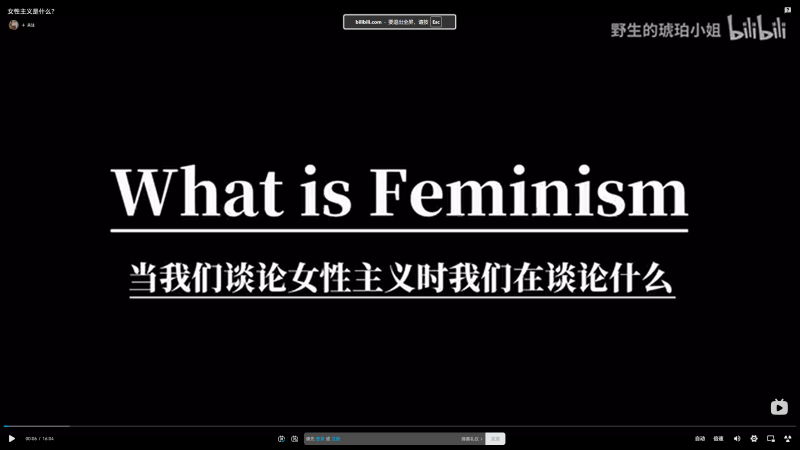 女性主义是什么?
+ 关注
bilibili.com - 要退出全屏，请按 Esc
野生的琥珀小姐 bilibili
What is Feminism
当我们谈论女性主义时我们在谈论什么
00:06 / 16:04
请先 登录 或 注册
弹幕礼仪 >
发送
自动
倍速